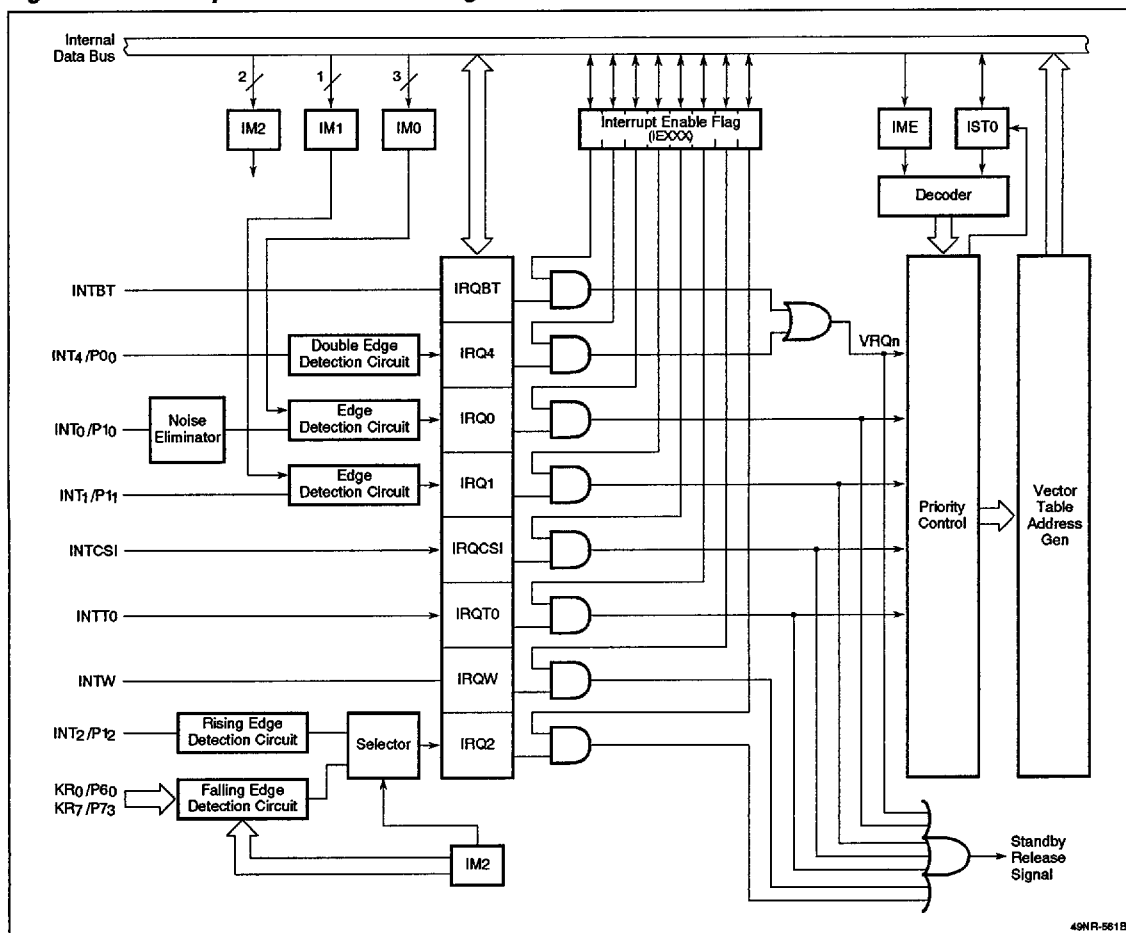 Internal
Data Bus
2
1
3
IM2
IM1
IM0
Interrupt Enable Flag
(IEXXX)
IME
IST0
Decoder
INTBT
IRQBT
INT4/P00
Double Edge
Detection Circuit
IRQ4
VRQn
INT0/P10
Noise
Eliminator
Edge
Detection Circuit
IRQ0
INT1/P11
Edge
Detection Circuit
IRQ1
Priority
Control
Vector
Table
Address
Gen
INTCSI
IRQCSI
INTT0
IRQT0
INTW
IRQW
INT2/P12
Rising Edge
Detection Circuit
Selector
IRQ2
KR0/P60
KR7/P73
Falling Edge
Detection Circuit
IM2
Standby
Release
Signal
49NR-561B